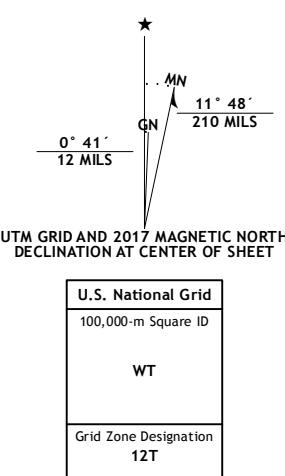 ★
MN
11° 48´
210 MILS
GN
0° 41´
12 MILS
UTM GRID AND 2017 MAGNETIC NORTH
DECLINATION AT CENTER OF SHEET
U.S. National Grid
100,000-m Square ID
WT
Grid Zone Designation
12T